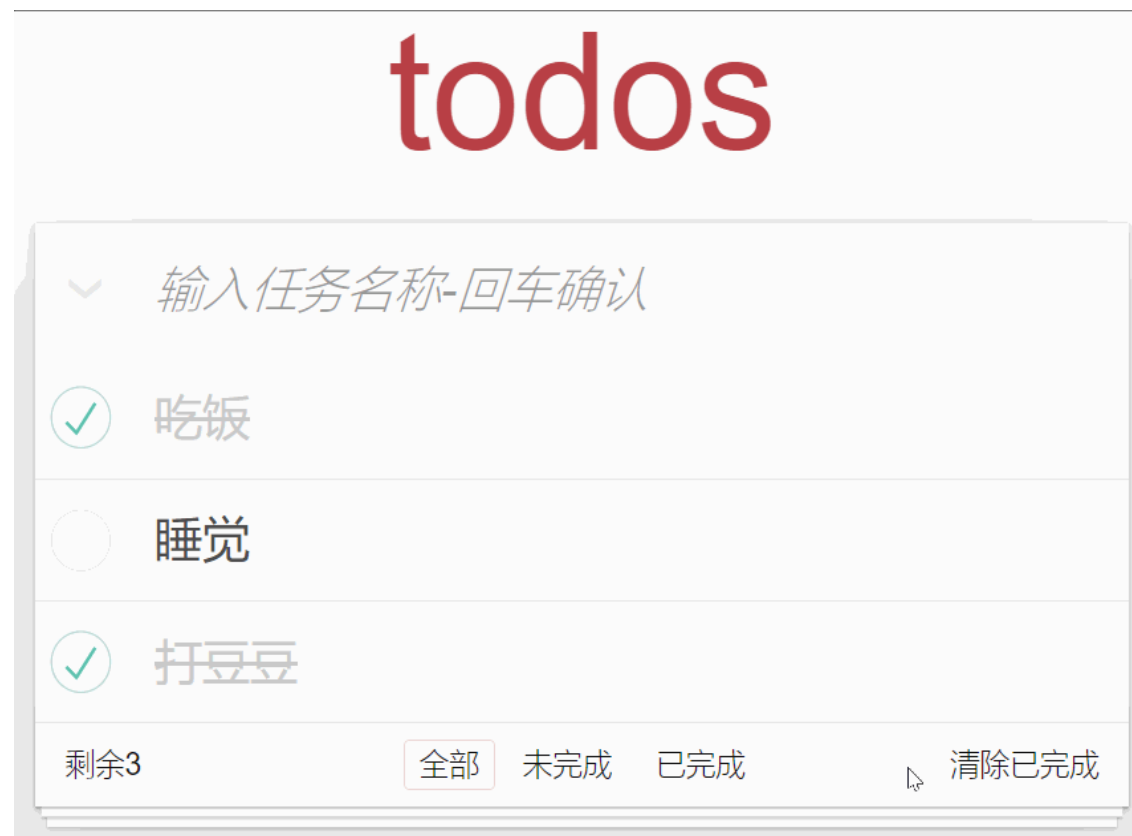 todos
输入任务名称-回车确认
吃饭
睡觉
打豆豆
剩余3 全部 未完成 已完成 清除已完成